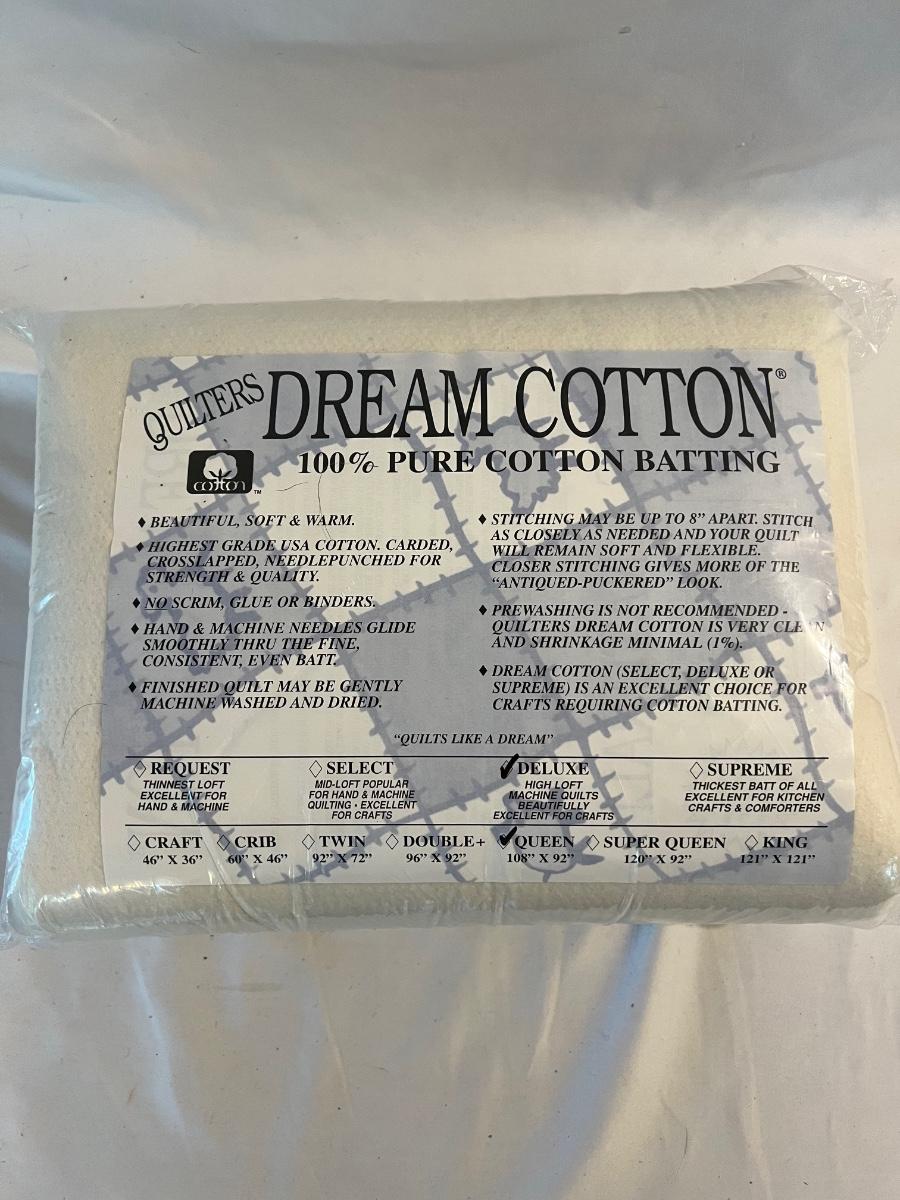 QUILTERS DREAM COTTON®
cotton ™
100% PURE COTTON BATTING
♦ BEAUTIFUL, SOFT & WARM.
♦ HIGHEST GRADE USA COTTON. CARDED,
CROSSLAPPED, NEEDLEPUNCHED FOR
STRENGTH & QUALITY.
♦ NO SCRIM, GLUE OR BINDERS.
♦ HAND & MACHINE NEEDLES GLIDE
SMOOTHLY THRU THE FINE,
CONSISTENT, EVEN BATT.
♦ FINISHED QUILT MAY BE GENTLY
MACHINE WASHED AND DRIED.
♦ STITCHING MAY BE UP TO 8” APART. STITCH
AS CLOSELY AS NEEDED AND YOUR QUILT
WILL REMAIN SOFT AND FLEXIBLE.
CLOSER STITCHING GIVES MORE OF THE
“ANTIQUED-PUCKERED” LOOK.
♦ PREWASHING IS NOT RECOMMENDED -
QUILTERS DREAM COTTON IS VERY CLEAN
AND SHRINKAGE MINIMAL (1%).
♦ DREAM COTTON (SELECT, DELUXE OR
SUPREME) IS AN EXCELLENT CHOICE FOR
CRAFTS REQUIRING COTTON BATTING.
“QUILTS LIKE A DREAM”
◇ REQUEST
THINNEST LOFT
EXCELLENT FOR
HAND & MACHINE
◇ SELECT
MID-LOFT POPULAR
FOR HAND & MACHINE
QUILTING • EXCELLENT
FOR CRAFTS
✓ DELUXE
HIGH LOFT
MACHINE QUILTS
BEAUTIFULLY
EXCELLENT FOR CRAFTS
◇ SUPREME
THICKEST BATT OF ALL
EXCELLENT FOR KITCHEN
CRAFTS & COMFORTERS
◇ CRAFT ◇ CRIB ◇ TWIN ◇ DOUBLE+ ✓ QUEEN ◇ SUPER QUEEN ◇ KING
46” X 36” 60” X 46” 92” X 72” 96” X 92” 108” X 92” 120” X 92” 121” X 121”